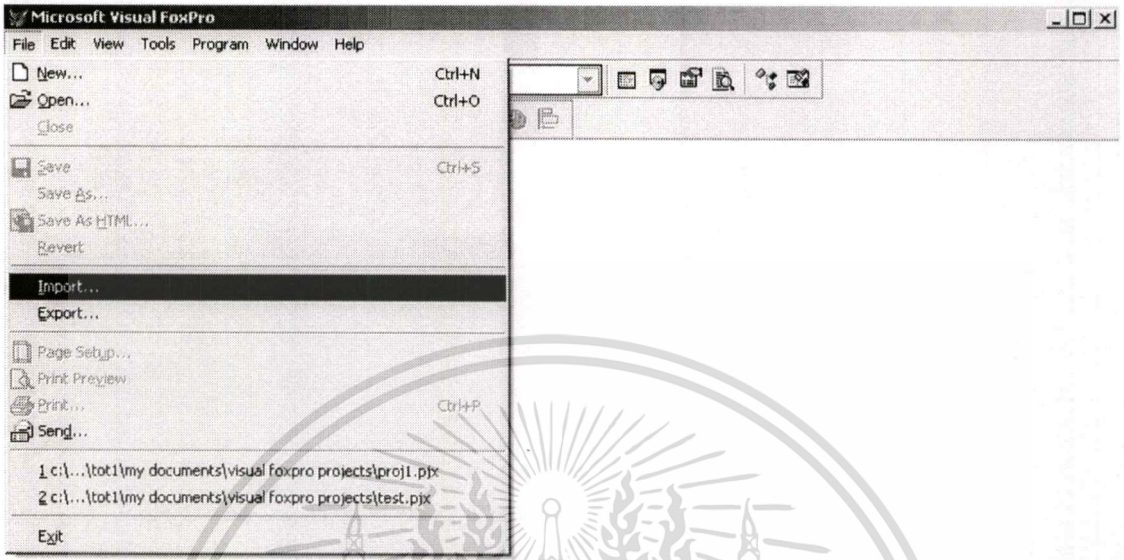 Microsoft Visual FoxPro
File Edit View Tools Program Window Help
New... Ctrl+N
Open... Ctrl+O
Close
Save Ctrl+S
Save As...
Save As HTML...
Revert
Import...
Export...
Page Setup...
Print Preview
Print... Ctrl+P
Send...
1 c:\...\tot1\my documents\visual foxpro projects\proj1.pjx
2 c:\...\tot1\my documents\visual foxpro projects\test.pjx
Exit